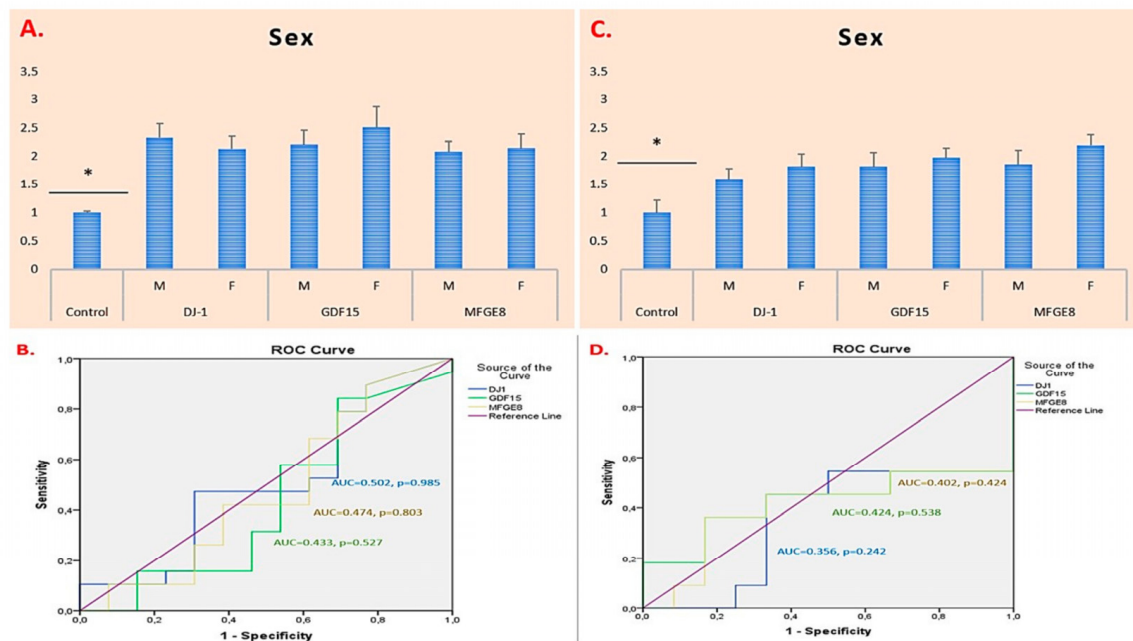 A.
Sex
3.5
3
2.5
2
1.5
1
0.5
0
*
M F M F M F
Control DJ-1 GDF15 MFGE8
C.
Sex
3.5
3
2.5
2
1.5
1
0.5
0
*
M F M F M F
Control DJ-1 GDF15 MFGE8
B.
ROC Curve
Source of the
Curve
DJ1
GDF15
MFGE8
Reference Line
Sensitivity
1,0
0,8
0,6
0,4
0,2
0,0
AUC=0.502, p=0.985
AUC=0.474, p=0.803
AUC=0.433, p=0.527
0,0 0,2 0,4 0,6 0,8 1,0
1 - Specificity
D.
ROC Curve
Source of the
Curve
DJ1
GDF15
MFGE8
Reference Line
Sensitivity
1,0
0,8
0,6
0,4
0,2
0,0
AUC=0.402, p=0.424
AUC=0.424, p=0.538
AUC=0.356, p=0.242
0,0 0,2 0,4 0,6 0,8 1,0
1 - Specificity